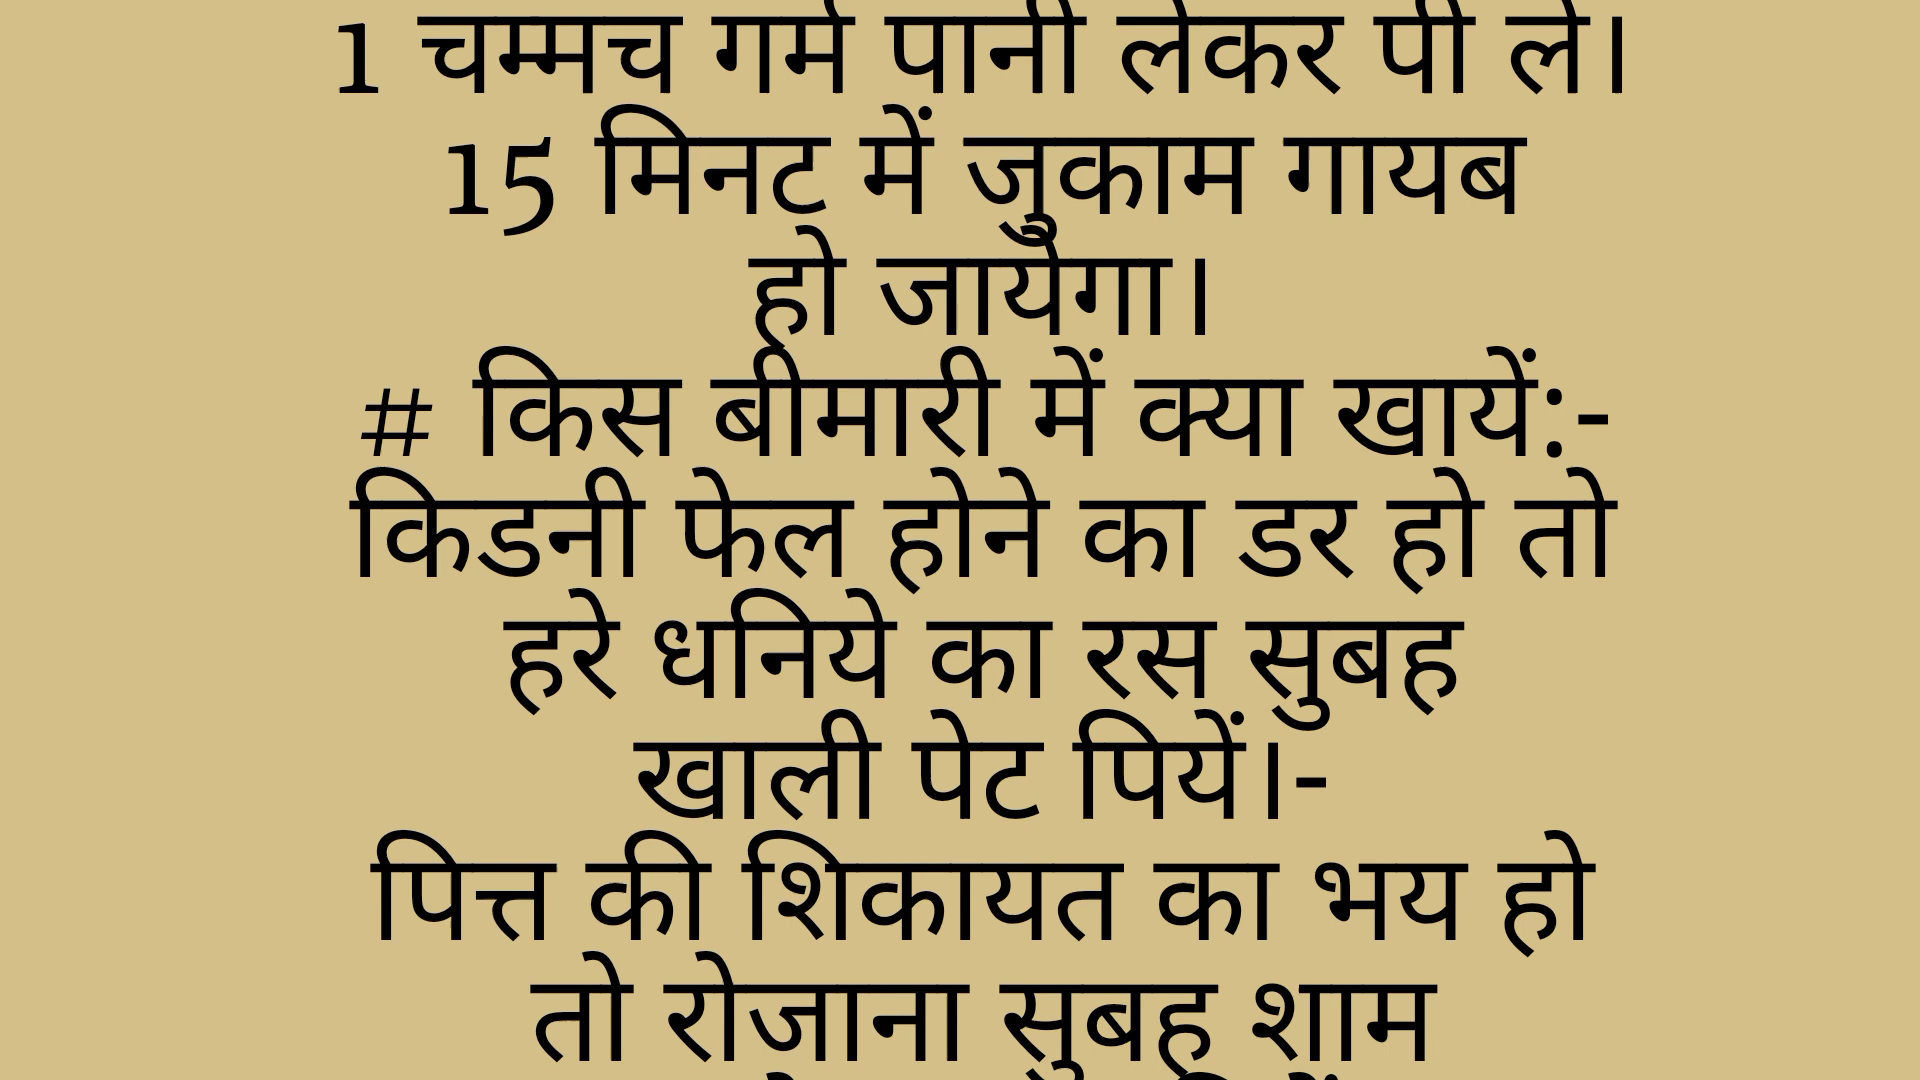 1 चम्मच गर्म पानी लेकर पी लें।
15 मिनट में जुकाम गायब
हो जायेगा।
# किस बीमारी में क्या खायें:-
किडनी फेल होने का डर हो तो
हरे धनिये का रस सुबह
खाली पेट पियें।-
पित्त की शिकायत का भय हो
तो रोजाना सुबह शाम